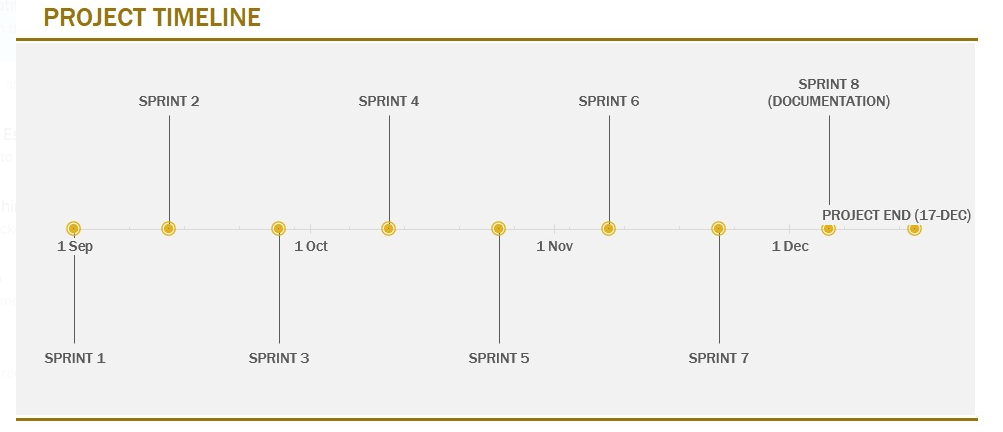 PROJECT TIMELINE
SPRINT 8
(DOCUMENTATION)
SPRINT 2
SPRINT 4
SPRINT 6
PROJECT END (17-DEC)
1 Sep
1 Oct
1 Nov
1 Dec
SPRINT 1
SPRINT 3
SPRINT 5
SPRINT 7